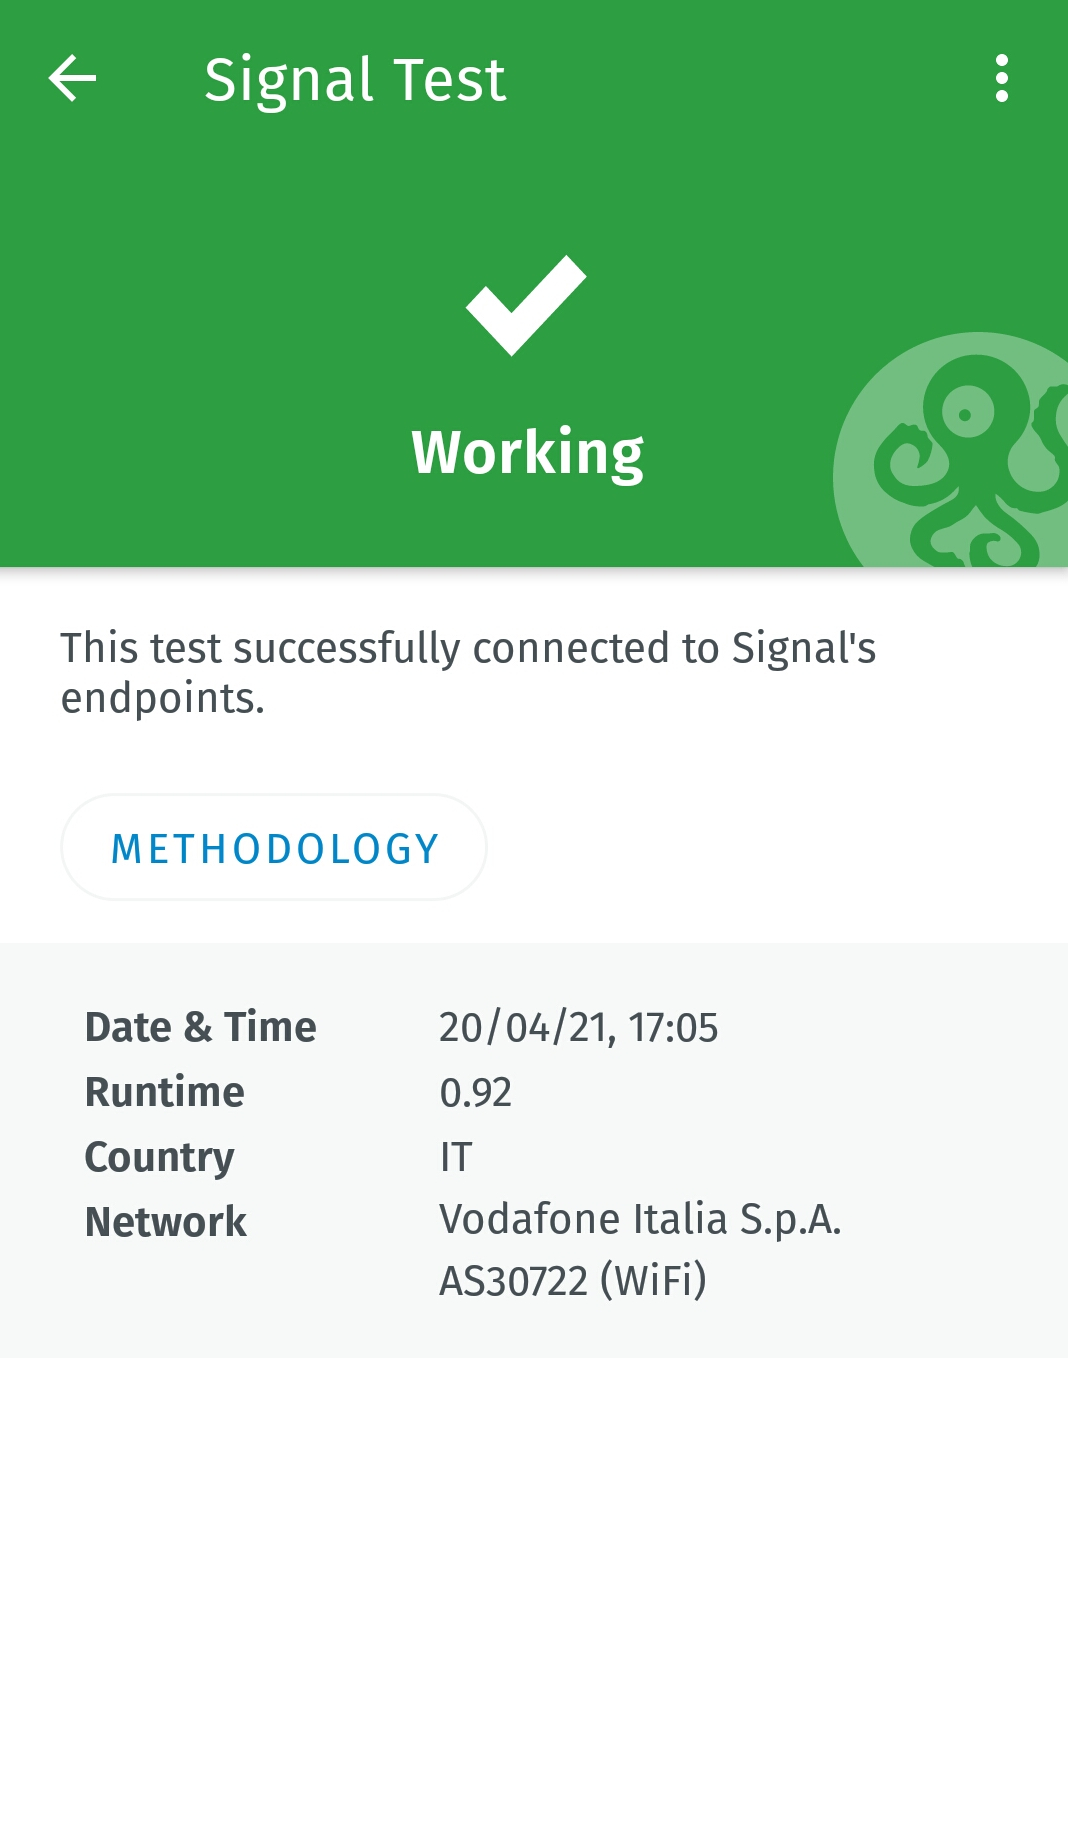 Signal Test
Working
This test successfully connected to Signal's
endpoints.
METHODOLOGY
Date & Time 20/04/21, 17:05
Runtime 0.92
Country IT
Network Vodafone Italia S.p.A.
AS30722 (WiFi)